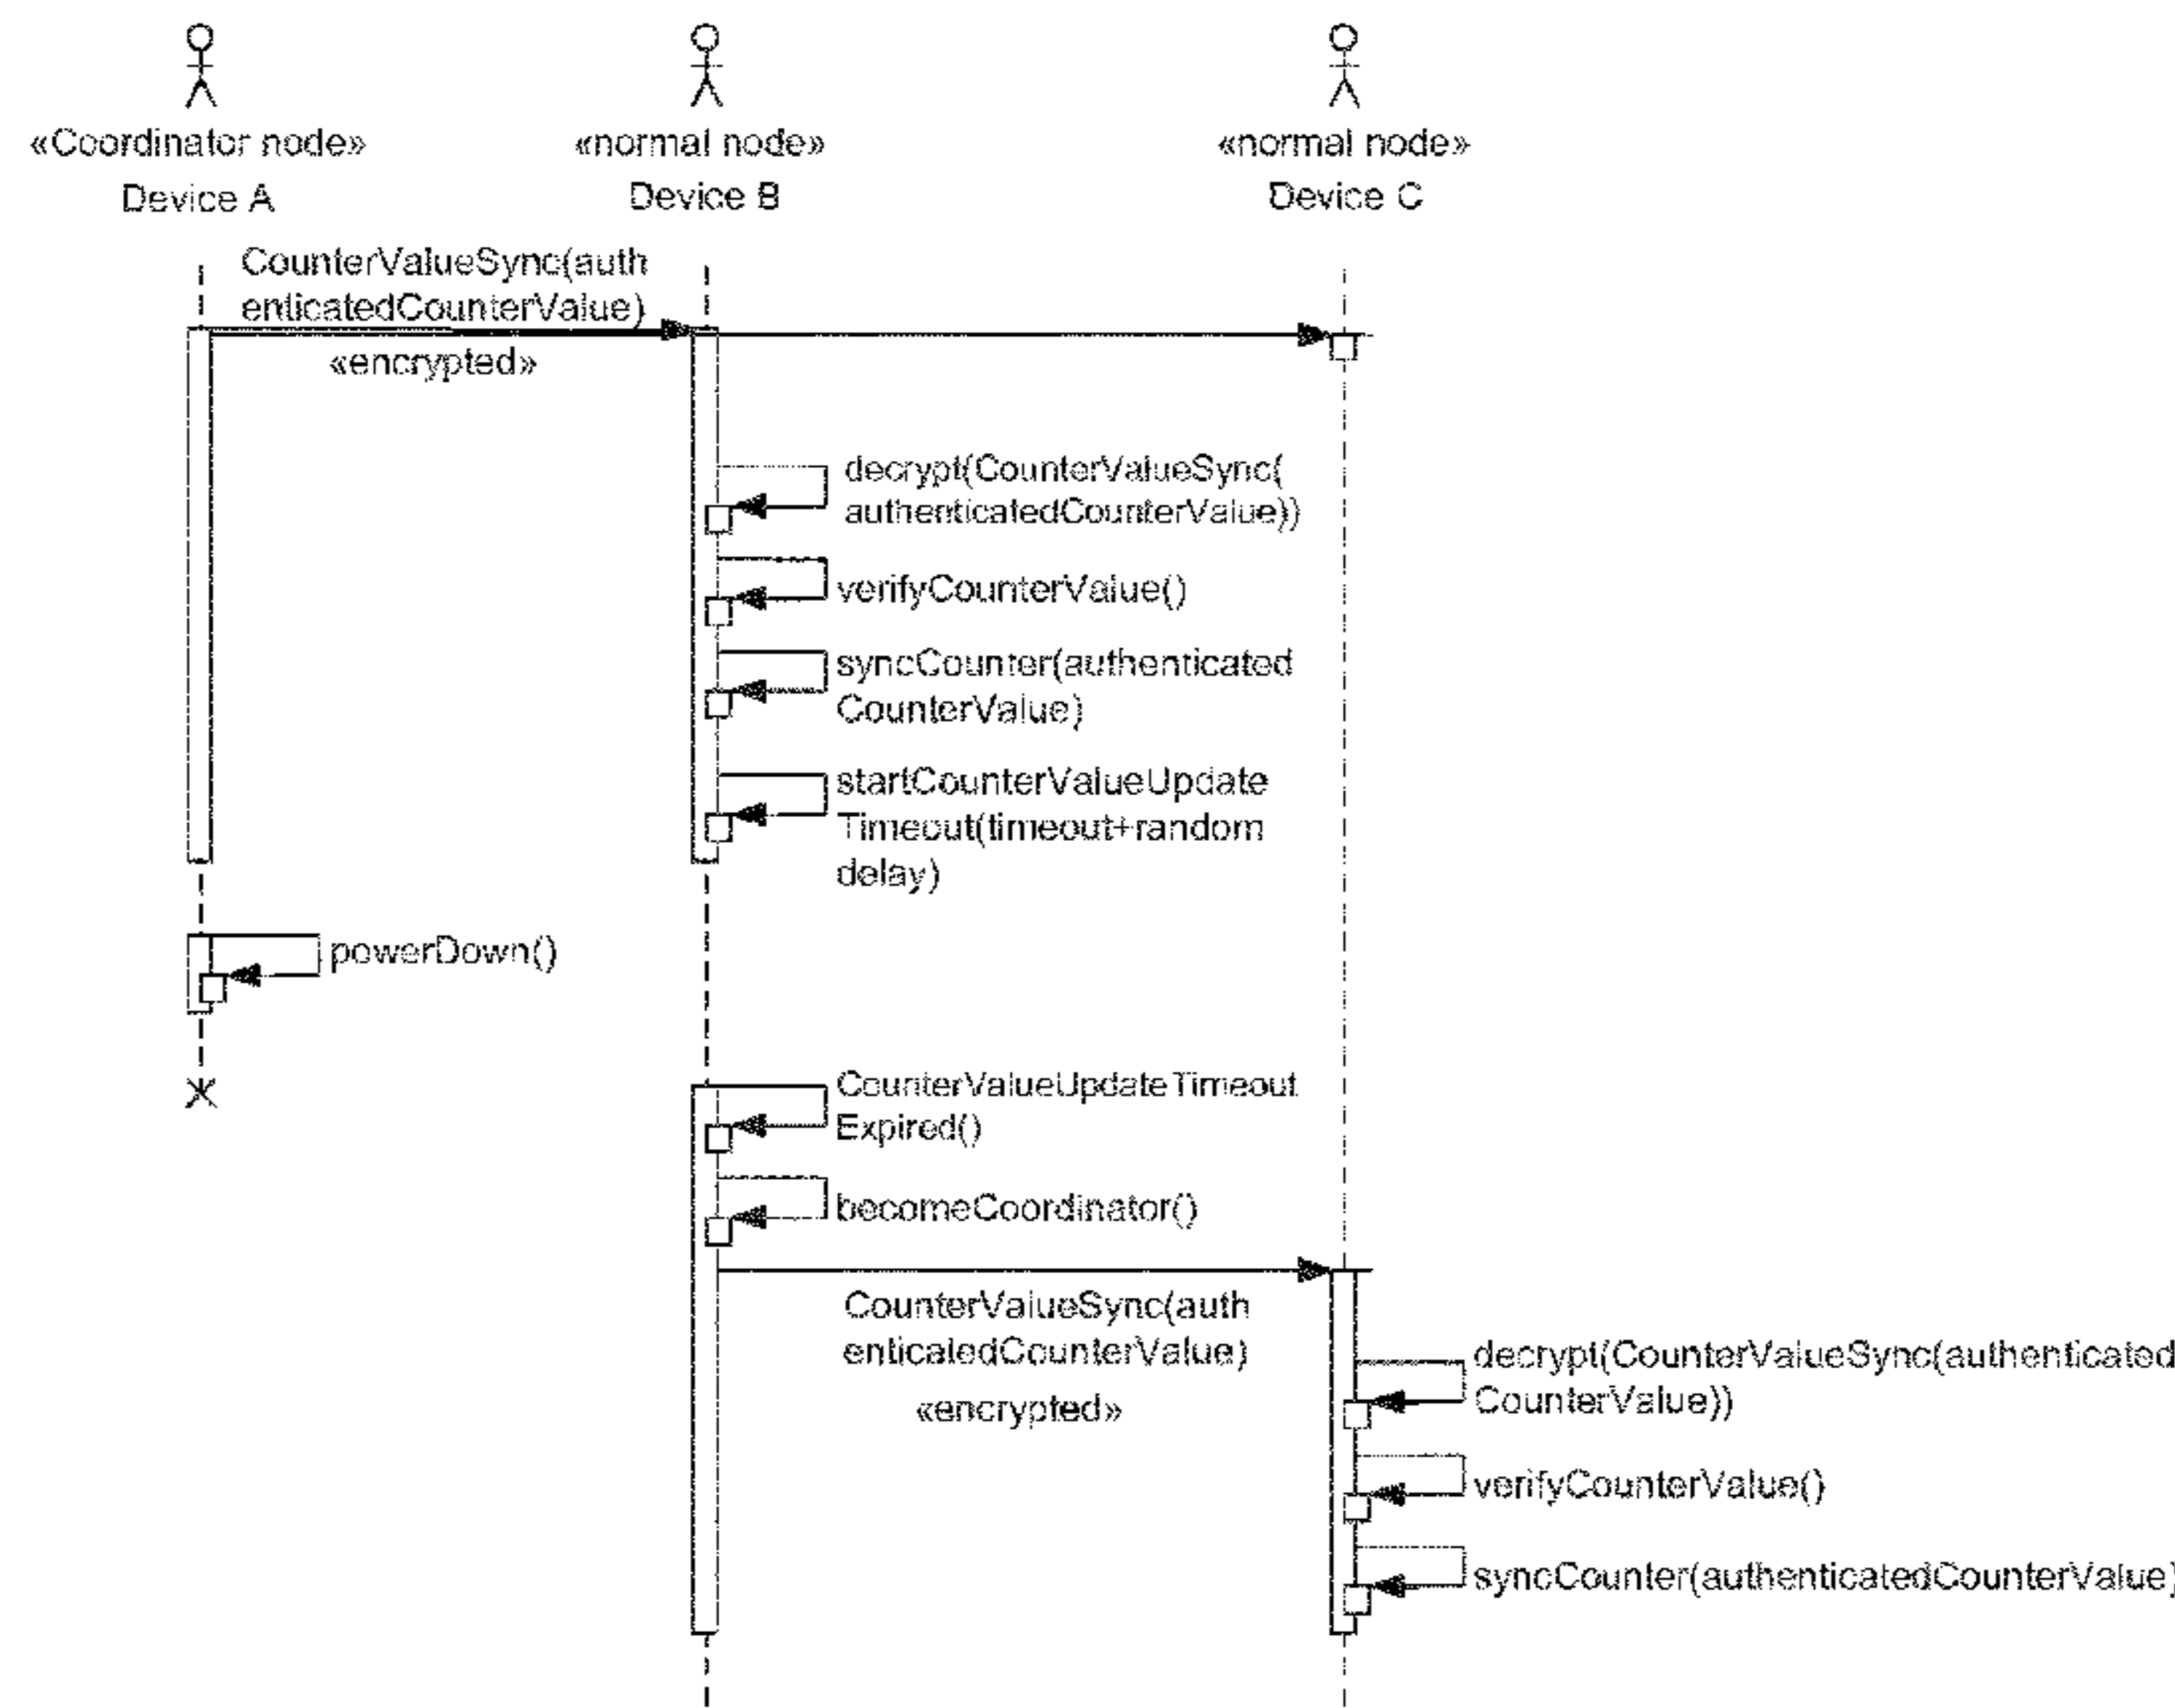 «Coordinator node»
Device A
«normal node»
Device B
«normal node»
Device C
CounterValueSync(auth
enticatedCounterValue)
«encrypted»
decrypt(CounterValueSync(
authenticatedCounterValue))
verifyCounterValue()
syncCounter(authenticated
CounterValue)
startCounterValueUpdate
Timeout(timeout+random
delay)
powerDown()
CounterValueUpdateTimeout
Expired()
becomeCoordinator()
CounterValueSync(auth
enticatedCounterValue)
«encrypted»
decrypt(CounterValueSync(authenticated
CounterValue))
verifyCounterValue()
syncCounter(authenticatedCounterValue)